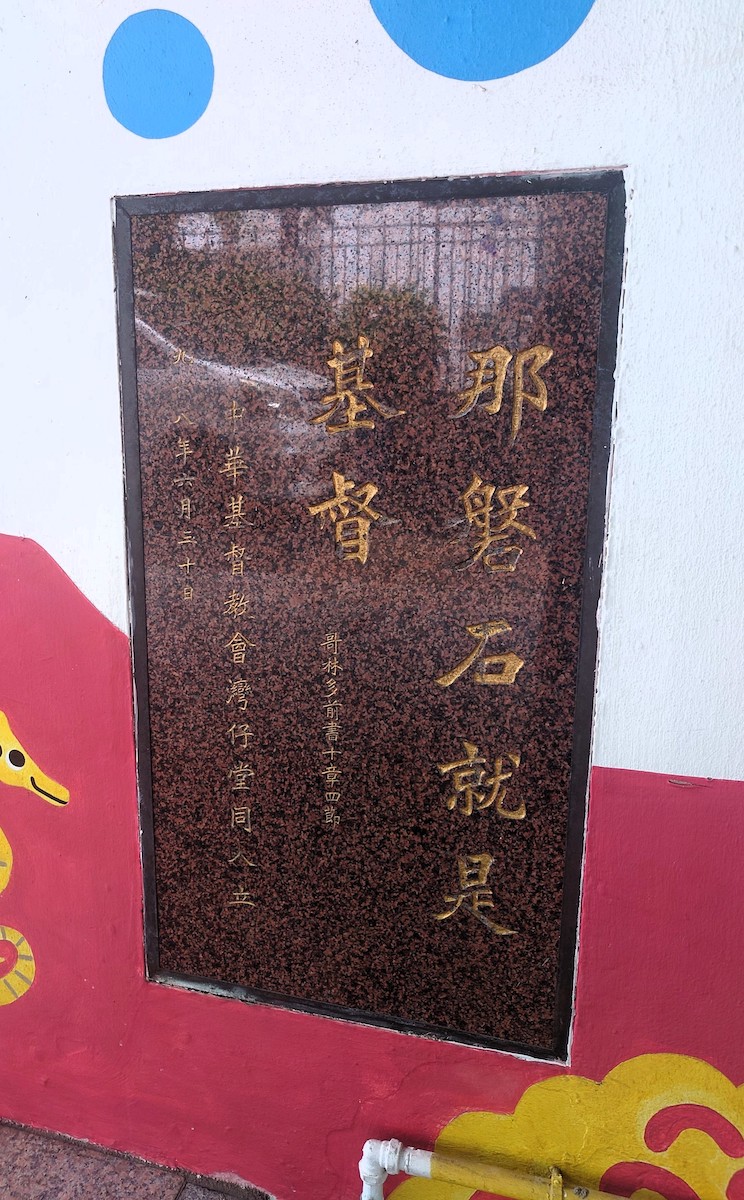 那磐石就是
基督
哥林多前書十章四節
中華基督教會灣仔堂同人立
八年六月三十日